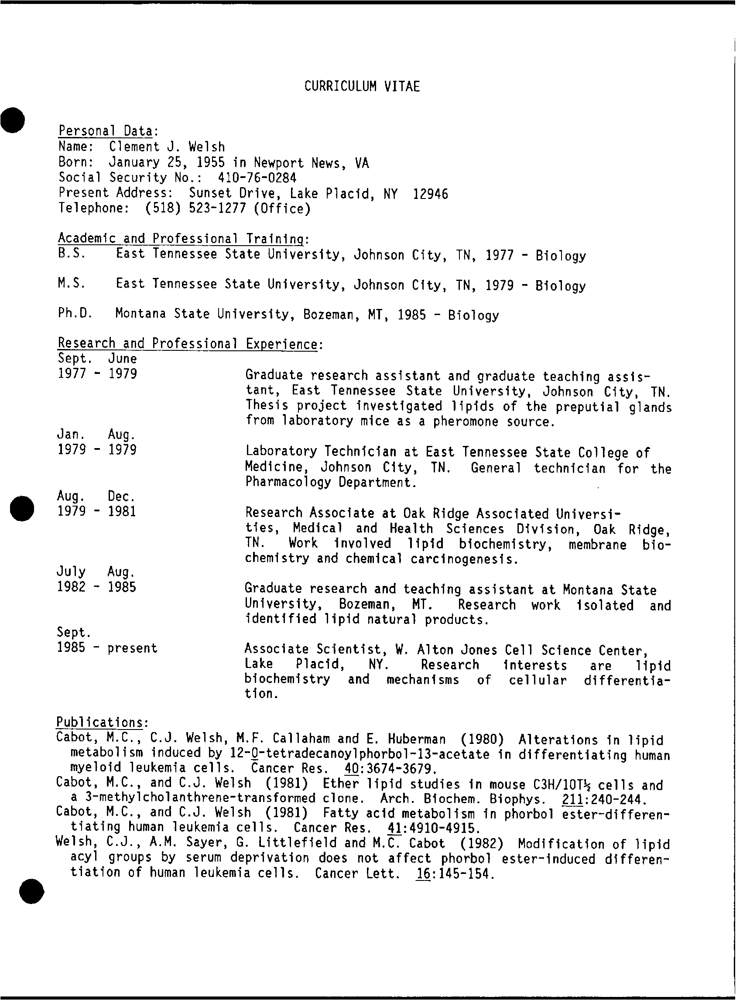 CURRICULUM VITAE
Personal Data:
Name: Clement J. Welsh
Born: January 25, 1955 in Newport News, VA
Social Security No.: 410-76-0284
Present Address: Sunset Drive, Lake Placid, NY 12946
Telephone: (518) 523-1277 (Office)
Academic and Professional Training:
B.S. East Tennessee State University, Johnson City, TN, 1977 - Biology
M.S. East Tennessee State University, Johnson City, TN, 1979 - Biology
Ph.D. Montana State University, Bozeman, MT, 1985 - Biology
Research and Professional Experience:
Sept. June
1977 - 1979 Graduate research assistant and graduate teaching assis-
tant, East Tennessee State University, Johnson City, TN.
Thesis project investigated lipids of the preputial glands
from laboratory mice as a pheromone source.
Jan. Aug.
1979 - 1979 Laboratory Technician at East Tennessee State College of
Medicine, Johnson City, TN. General technician for the
Pharmacology Department.
Aug. Dec.
1979 - 1981 Research Associate at Oak Ridge Associated Universi-
ties, Medical and Health Sciences Division, Oak Ridge,
TN. Work involved lipid biochemistry, membrane bio-
chemistry and chemical carcinogenesis.
July Aug.
1982 - 1985 Graduate research and teaching assistant at Montana State
University, Bozeman, MT. Research work isolated and
identified lipid natural products.
Sept.
1985 - present Associate Scientist, W. Alton Jones Cell Science Center,
Lake Placid, NY. Research interests are lipid
biochemistry and mechanisms of cellular differentia-
tion.
Publications:
Cabot, M.C., C.J. Welsh, M.F. Callaham and E. Huberman (1980) Alterations in lipid
metabolism induced by 12-O-tetradecanoylphorbol-13-acetate in differentiating human
myeloid leukemia cells. Cancer Res. 40:3674-3679.
Cabot, M.C., and C.J. Welsh (1981) Ether lipid studies in mouse C3H/10T½ cells and
a 3-methylcholanthrene-transformed clone. Arch. Biochem. Biophys. 211:240-244.
Cabot, M.C., and C.J. Welsh (1981) Fatty acid metabolism in phorbol ester-differen-
tiating human leukemia cells. Cancer Res. 41:4910-4915.
Welsh, C.J., A.M. Sayer, G. Littlefield and M.C. Cabot (1982) Modification of lipid
acyl groups by serum deprivation does not affect phorbol ester-induced differen-
tiation of human leukemia cells. Cancer Lett. 16:145-154.